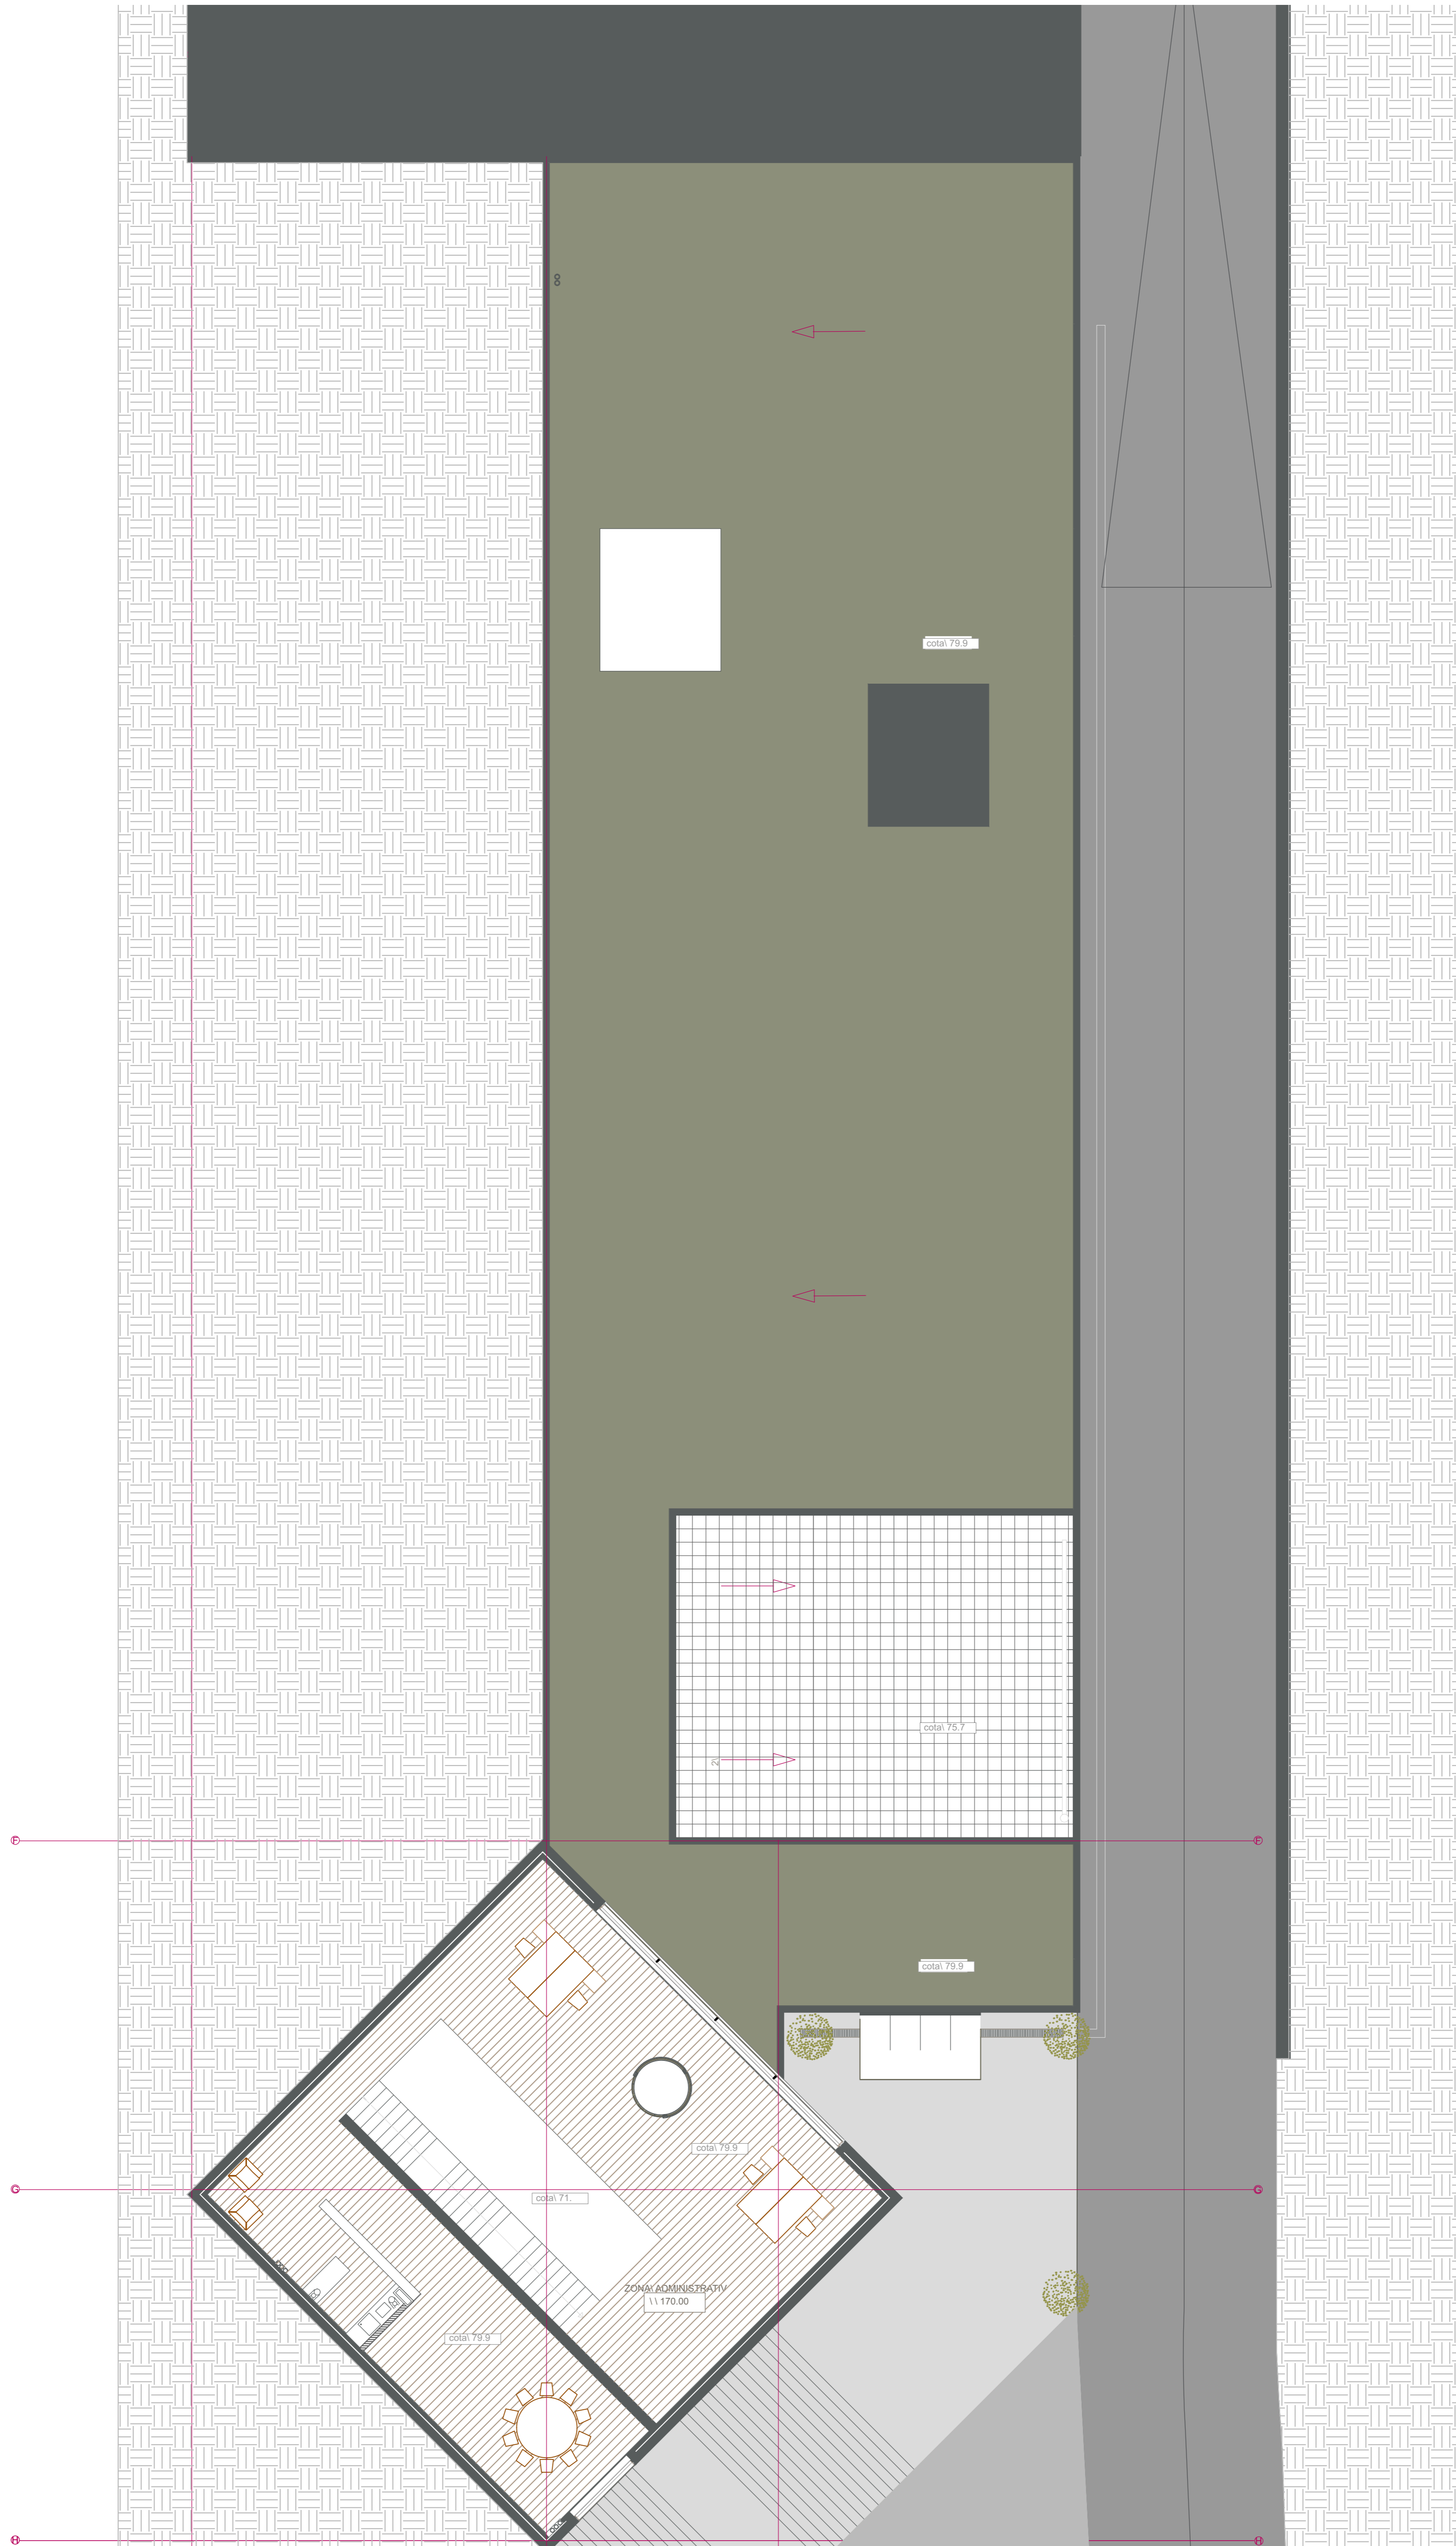 cota\ 79.9
cota\ 75.7
2\
F
F
cota\ 79.9
cota\ 79.9
G
G
cota\ 71.
ZONA\ ADMINISTRATIV
\ \ 170.00
cota\ 79.9
H
H